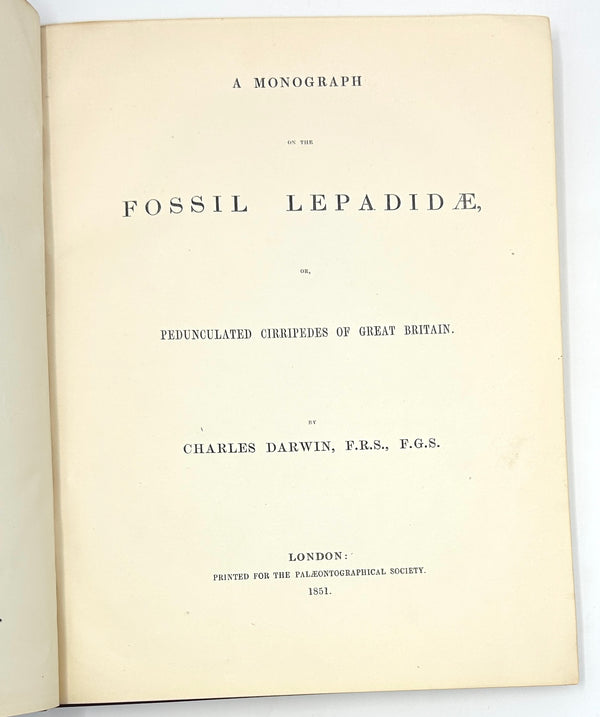 A MONOGRAPH
ON THE
FOSSIL LEPADIDÆ,
OR,
PEDUNCULATED CIRRIPEDES OF GREAT BRITAIN.
BY
CHARLES DARWIN, F.R.S., F.G.S.
LONDON:
PRINTED FOR THE PALÆONTOGRAPHICAL SOCIETY.
1851.